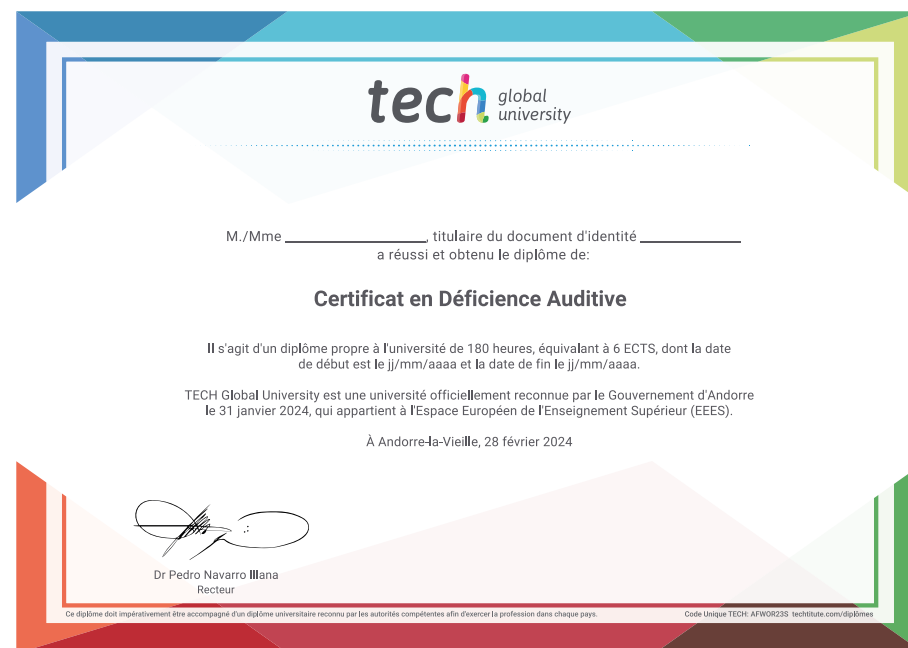 tech global university
M./Mme ____________________, titulaire du document d'identité ______________
a réussi et obtenu le diplôme de:
Certificat en Déficience Auditive
Il s'agit d'un diplôme propre à l'université de 180 heures, équivalant à 6 ECTS, dont la date
de début est le jj/mm/aaaa et la date de fin le jj/mm/aaaa.
TECH Global University est une université officiellement reconnue par le Gouvernement d'Andorre
le 31 janvier 2024, qui appartient à l'Espace Européen de l'Enseignement Supérieur (EEES).
À Andorre-la-Vieille, 28 février 2024
Dr Pedro Navarro Illana
Recteur
Ce diplôme doit impérativement être accompagné d'un diplôme universitaire reconnu par les autorités compétentes afin d'exercer la profession dans chaque pays.
Code Unique TECH: AFWOR23S techtitute.com/diplômes